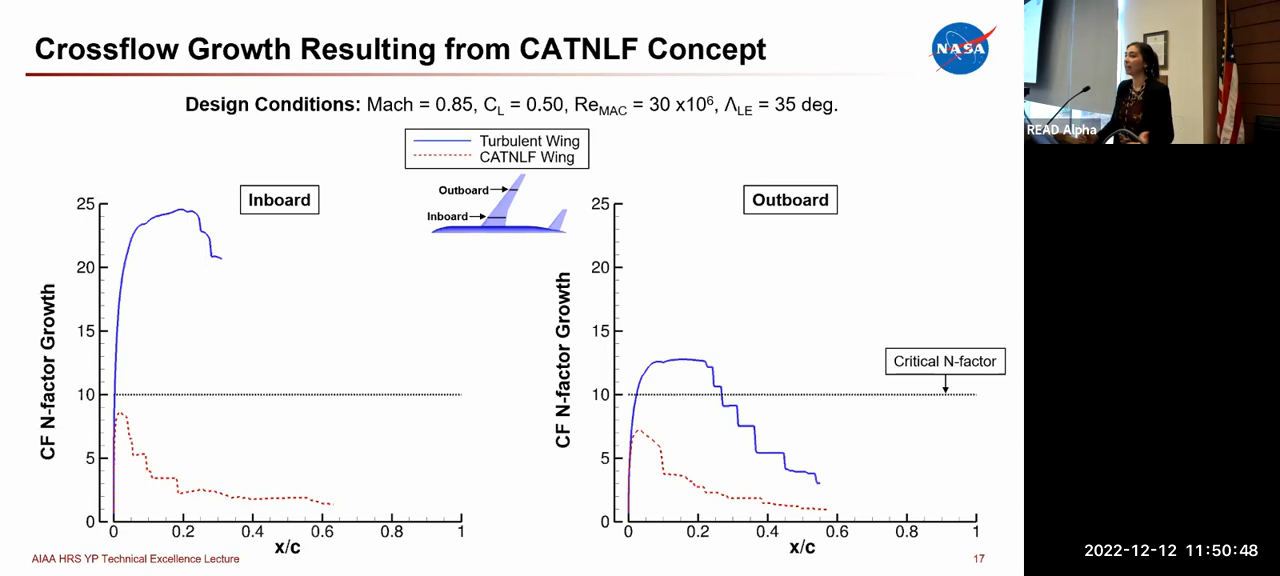 Crossflow Growth Resulting from CATNLF Concept
NASA
Design Conditions: Mach = 0.85, CL = 0.50, ReMAC = 30 x10⁶, ΛLE = 35 deg.
Turbulent Wing
CATNLF Wing
Inboard
Outboard
Inboard
Outboard
CF N-factor Growth
25
20
15
10
5
0
0 0.2 0.4 0.6 0.8 1
x/c
CF N-factor Growth
25
20
15
10
5
0
Critical N-factor
0 0.2 0.4 0.6 0.8 1
x/c
AIAA HRS YP Technical Excellence Lecture
17
READ Alpha
2022-12-12 11:50:48